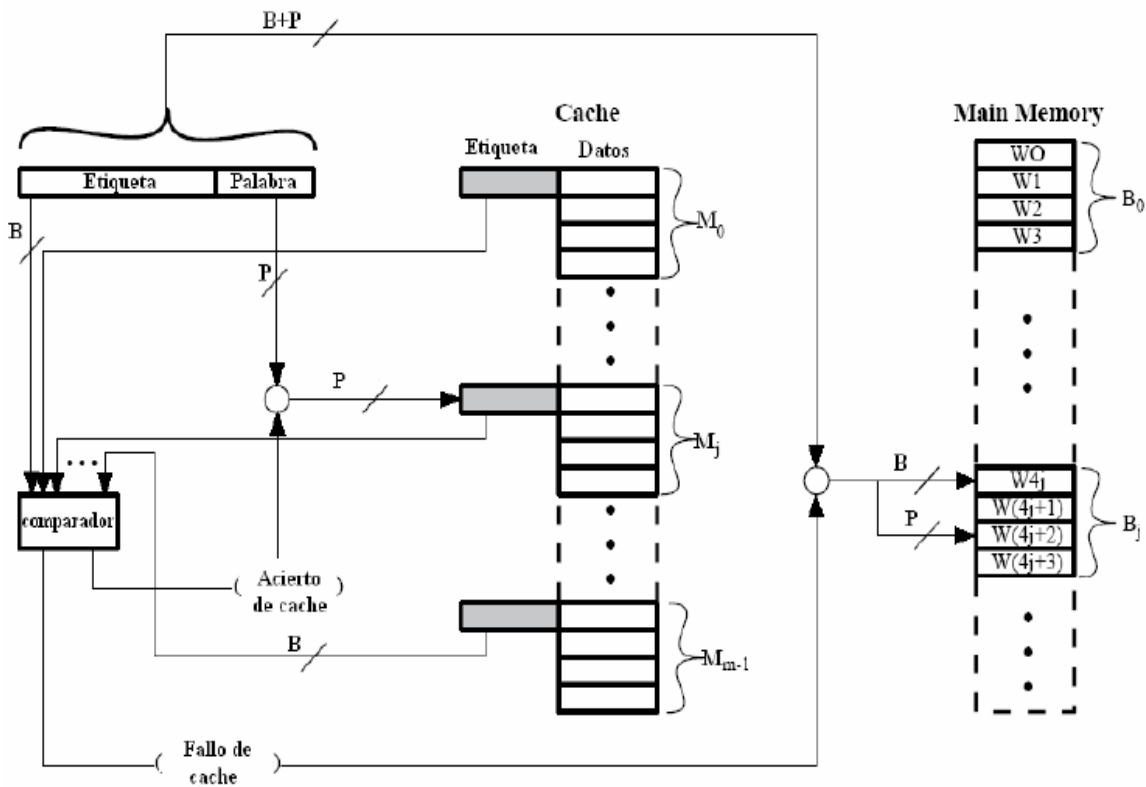 B+P
Cache
Main Memory
Etiqueta Datos
Etiqueta Palabra
B
P
M0
WO
W1
W2
W3
B0
P
Mj
comparador
B
P
W4j
W(4j+1)
W(4j+2)
W(4j+3)
Bj
( Acierto de cache )
B
Mm-1
( Fallo de cache )